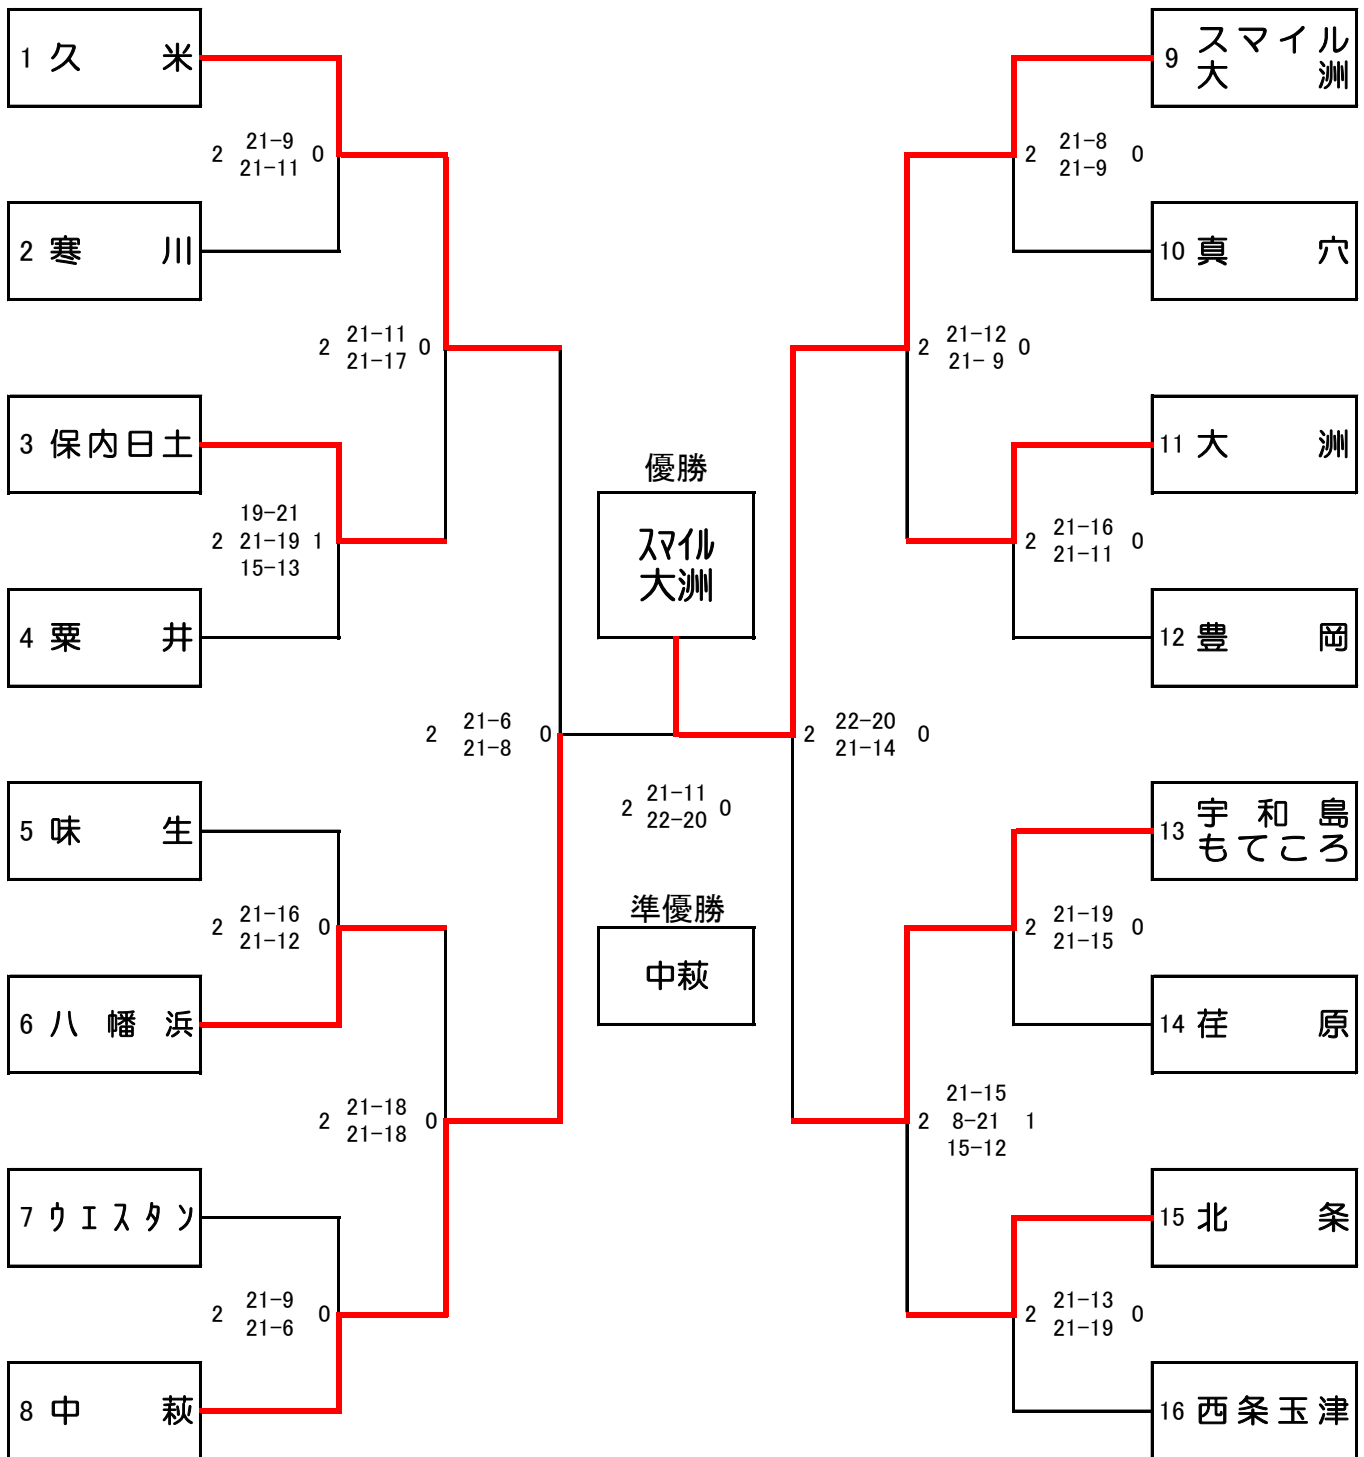 1 久米
2 21-9 0
21-11
2 寒川
2 21-11 0
21-17
3 保内日土
19-21
2 21-19 1
15-13
4 粟井
2 21-6 0
21-8
5 味生
2 21-16 0
21-12
6 八幡浜
2 21-18 0
21-18
7 ウエスタン
2 21-9 0
21-6
8 中萩
優勝
スマイル
大洲
2 21-11 0
22-20
準優勝
中萩
9 スマイル
大洲
2 21-8 0
21-9
10 真穴
2 21-12 0
21- 9
11 大洲
2 21-16 0
21-11
12 豊岡
2 22-20 0
21-14
13 宇和島
もてころ
2 21-19 0
21-15
14 荏原
21-15
2 8-21 1
15-12
15 北条
2 21-13 0
21-19
16 西条玉津